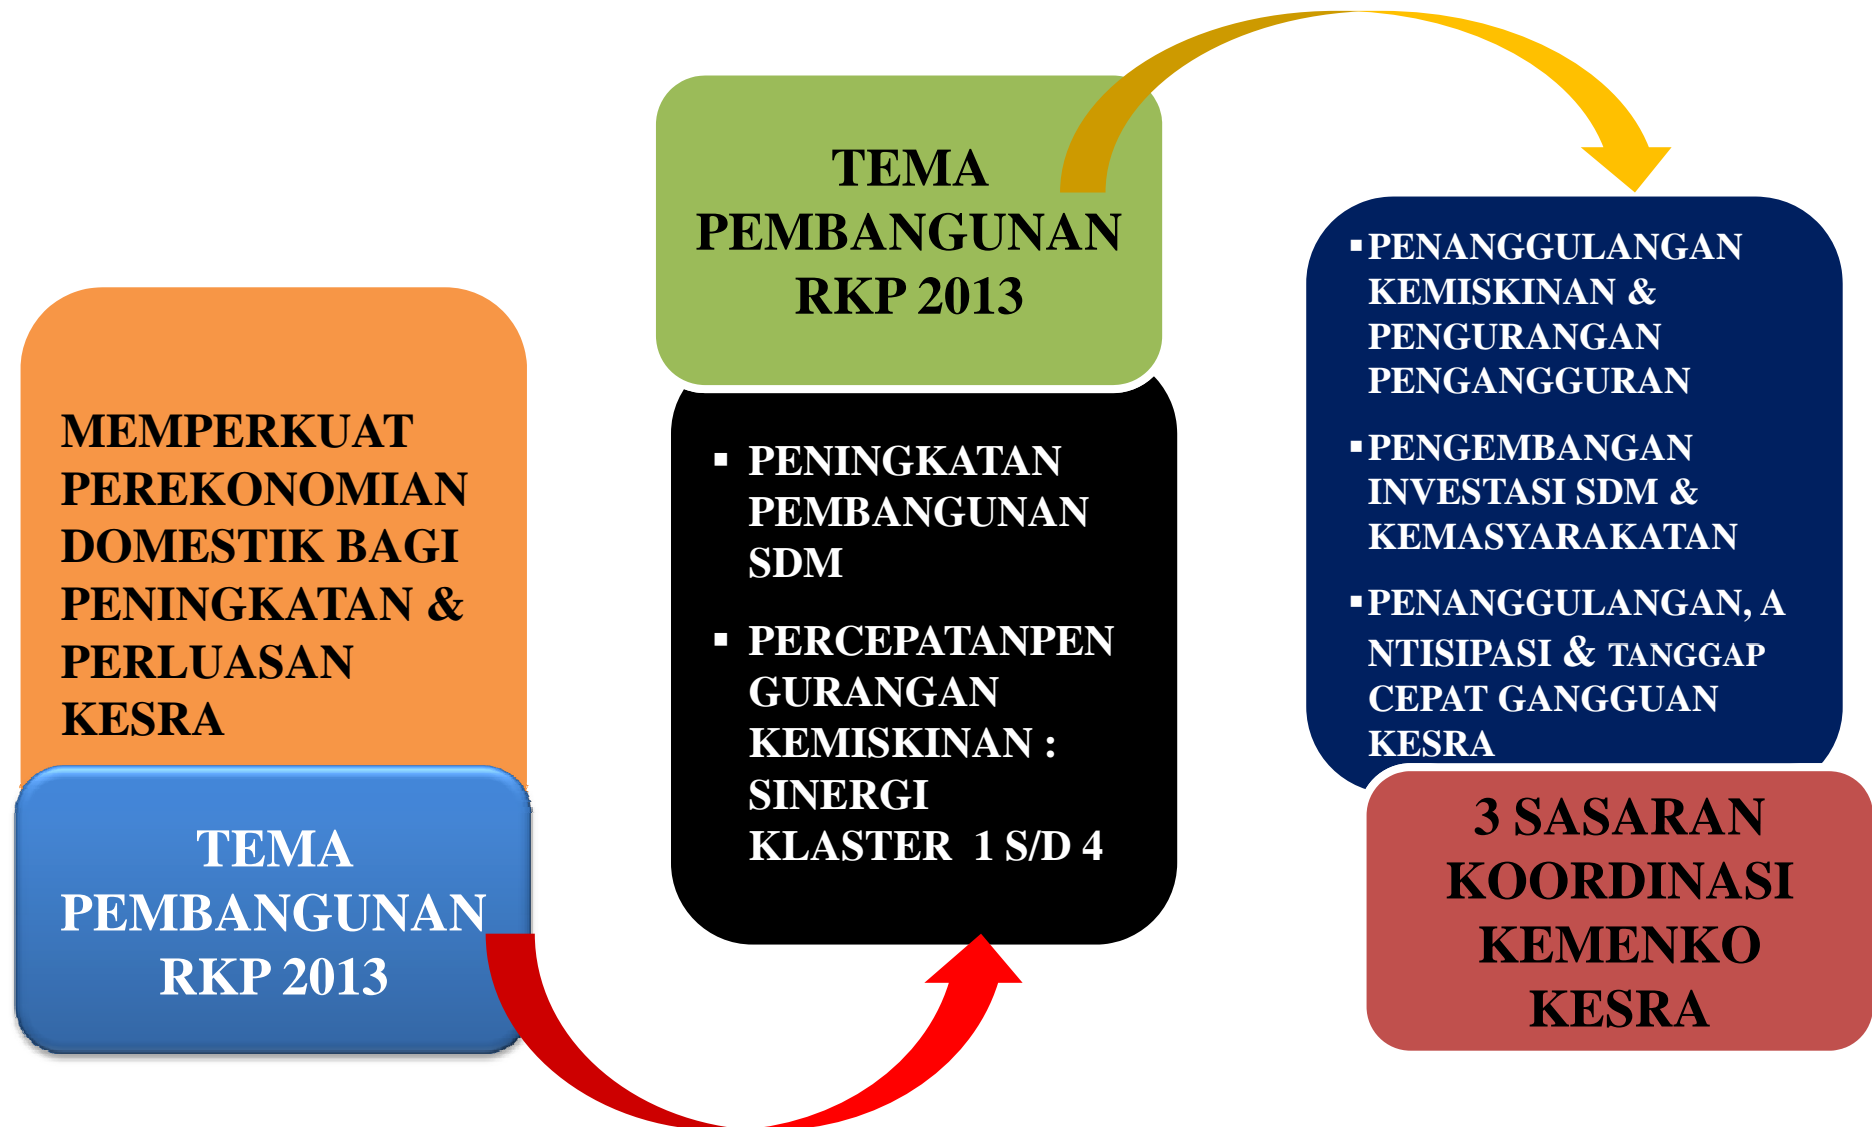 MEMPERKUAT
PEREKONOMIAN
DOMESTIK BAGI
PENINGKATAN &
PERLUASAN
KESRA
TEMA
PEMBANGUNAN
RKP 2013
TEMA
PEMBANGUNAN
RKP 2013
▪ PENINGKATAN
PEMBANGUNAN
SDM
▪ PERCEPATANPEN
GURANGAN
KEMISKINAN :
SINERGI
KLASTER 1 S/D 4
▪PENANGGULANGAN
KEMISKINAN &
PENGURANGAN
PENGANGGURAN
▪PENGEMBANGAN
INVESTASI SDM &
KEMASYARAKATAN
▪PENANGGULANGAN, A
NTISIPASI & TANGGAP
CEPAT GANGGUAN
KESRA
3 SASARAN
KOORDINASI
KEMENKO
KESRA